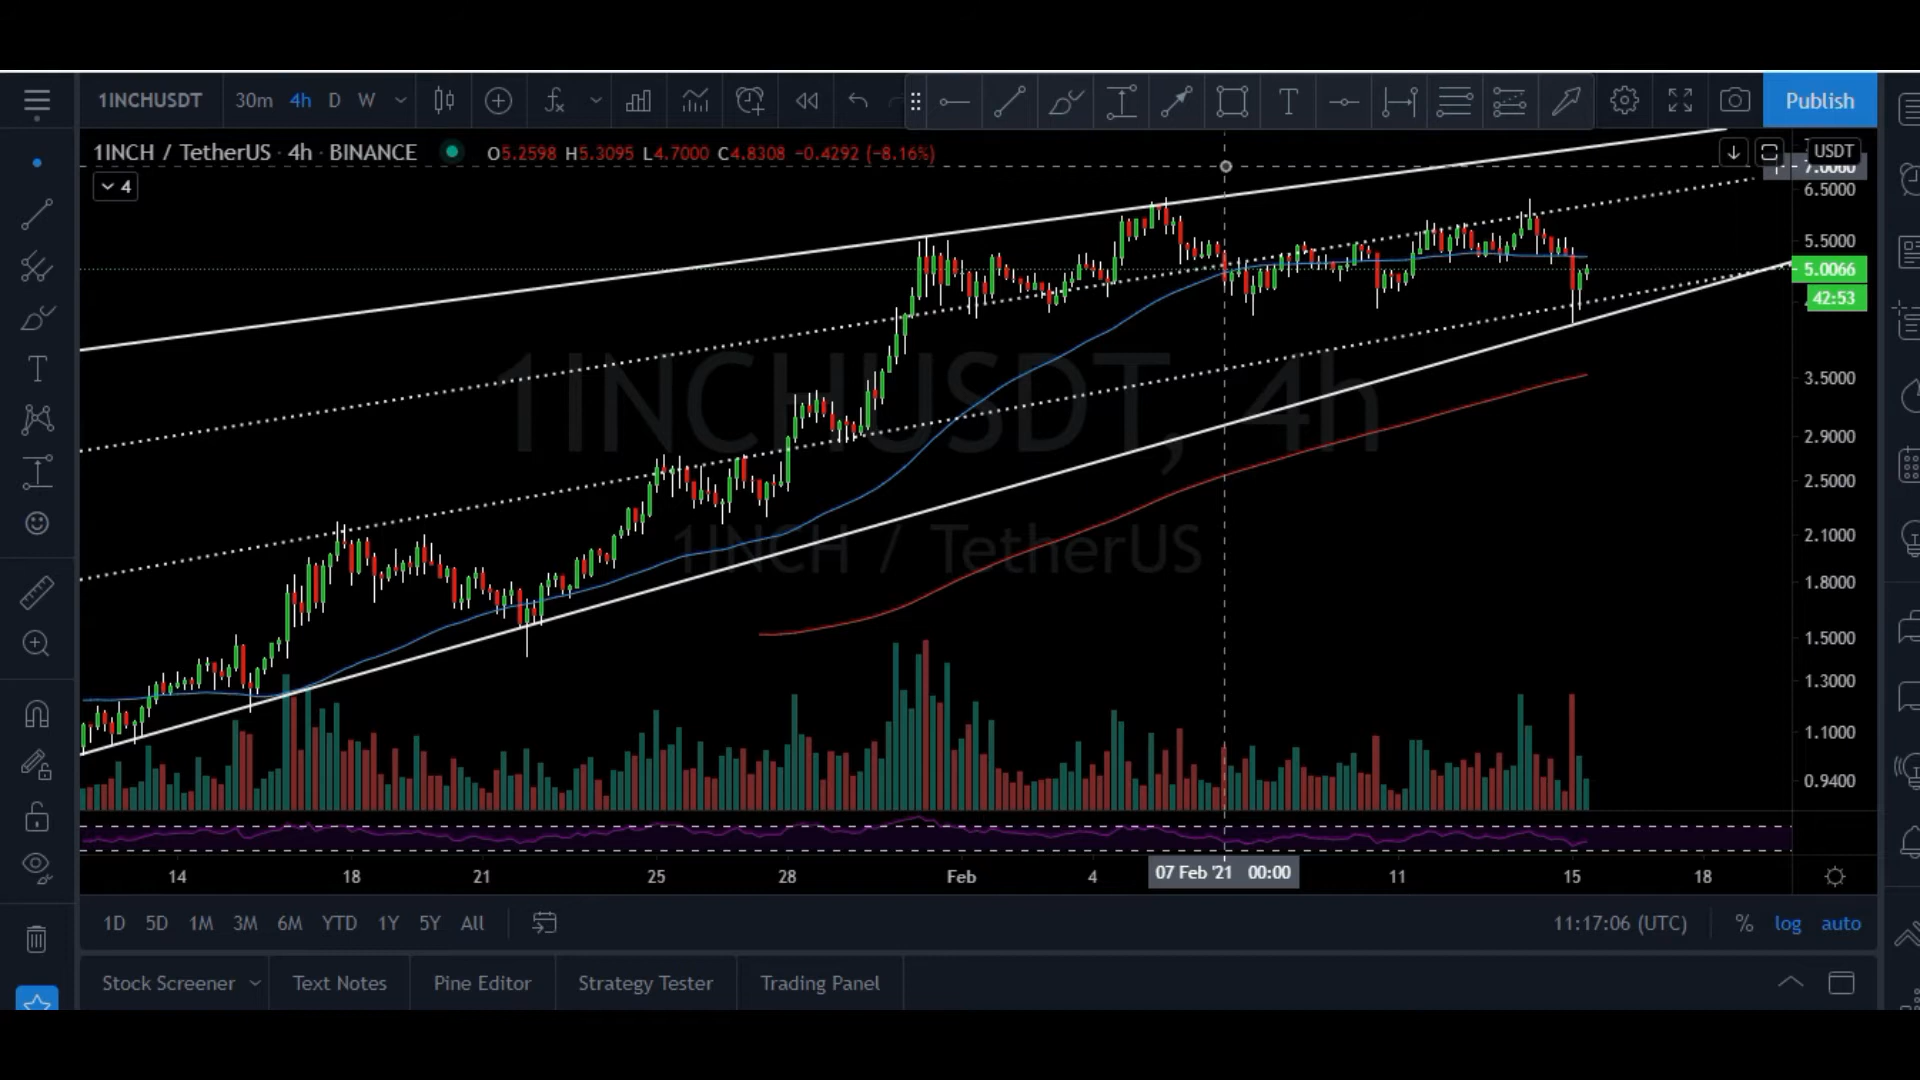 1INCHUSDT 30m 4h D W Publish
1INCH / TetherUS · 4h · BINANCE O5.2598 H5.3095 L4.7000 C4.8308 -0.4292 (-8.16%)
4
USDT
7.0000
6.5000
5.5000
5.0066
42:53
3.5000
2.9000
2.5000
2.1000
1.8000
1.5000
1.3000
1.1000
0.9400
1INCHUSDT, 4h
1INCH / TetherUS
14 18 21 25 28 Feb 4 07 Feb '21 00:00 11 15 18
1D 5D 1M 3M 6M YTD 1Y 5Y All 11:17:06 (UTC) % log auto
Stock Screener Text Notes Pine Editor Strategy Tester Trading Panel